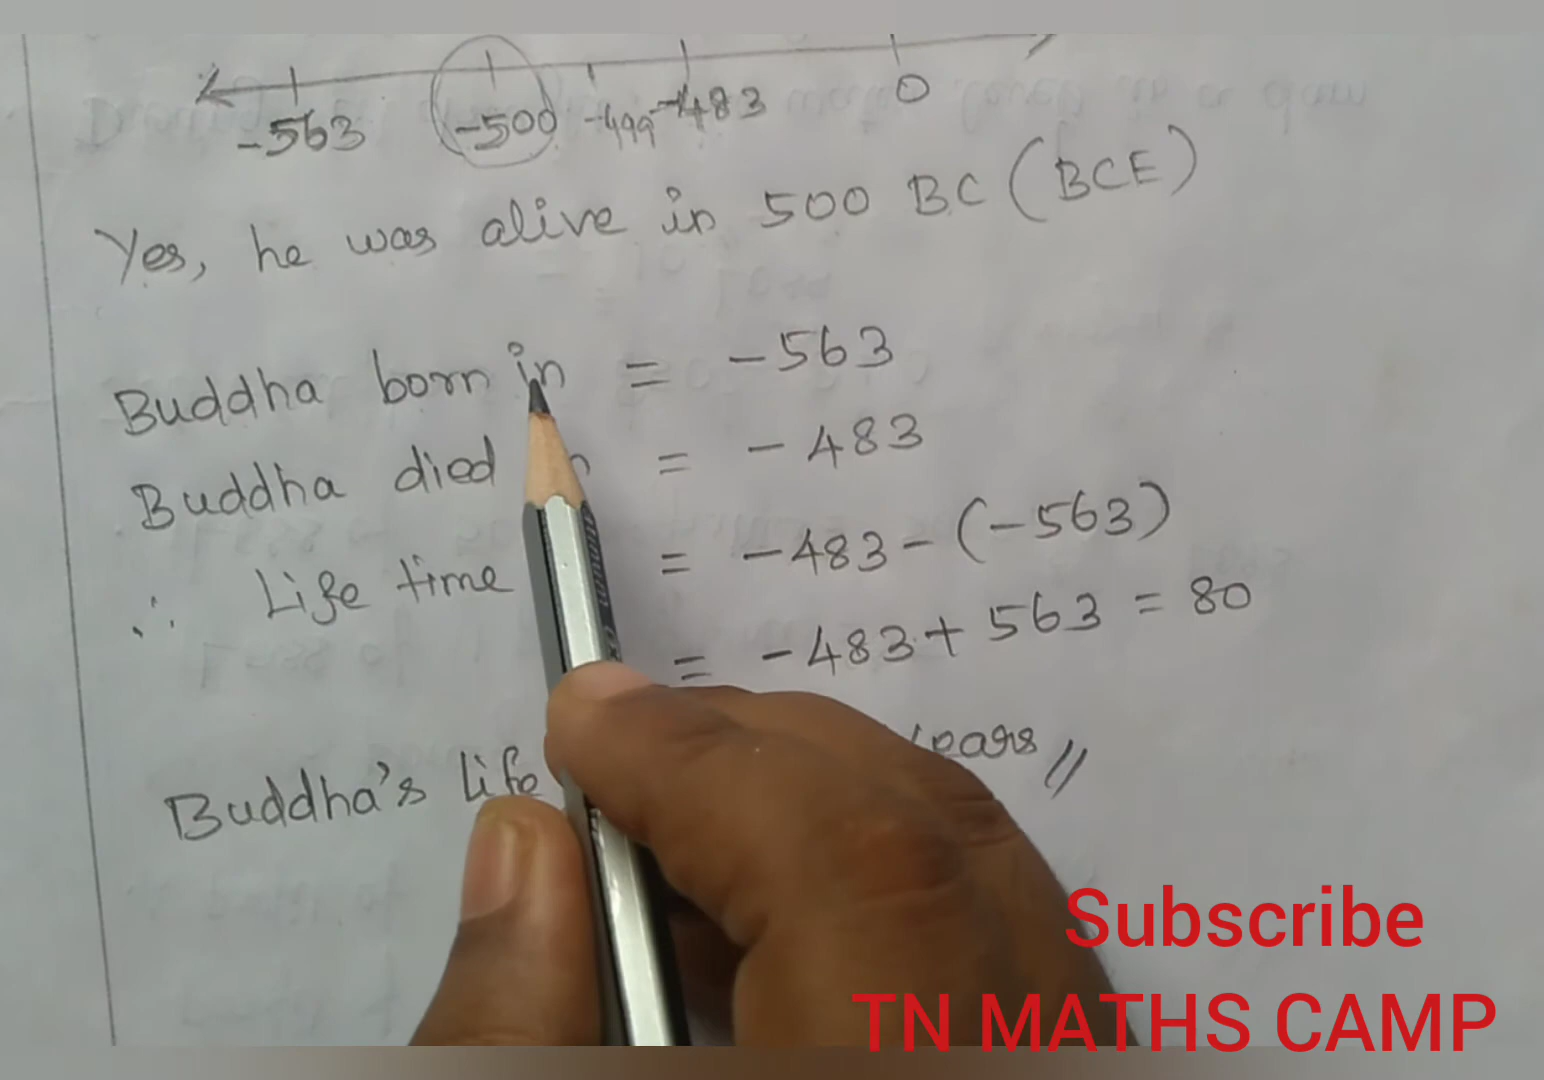 -563 -500 -499 -483 0
Yes, he was alive in 500 BC (BCE)
Buddha born in = -563
Buddha died = - 483
∴ Life time = -483 - (-563)
= -483 + 563 = 80
Buddha's life years //
Subscribe
TN MATHS CAMP